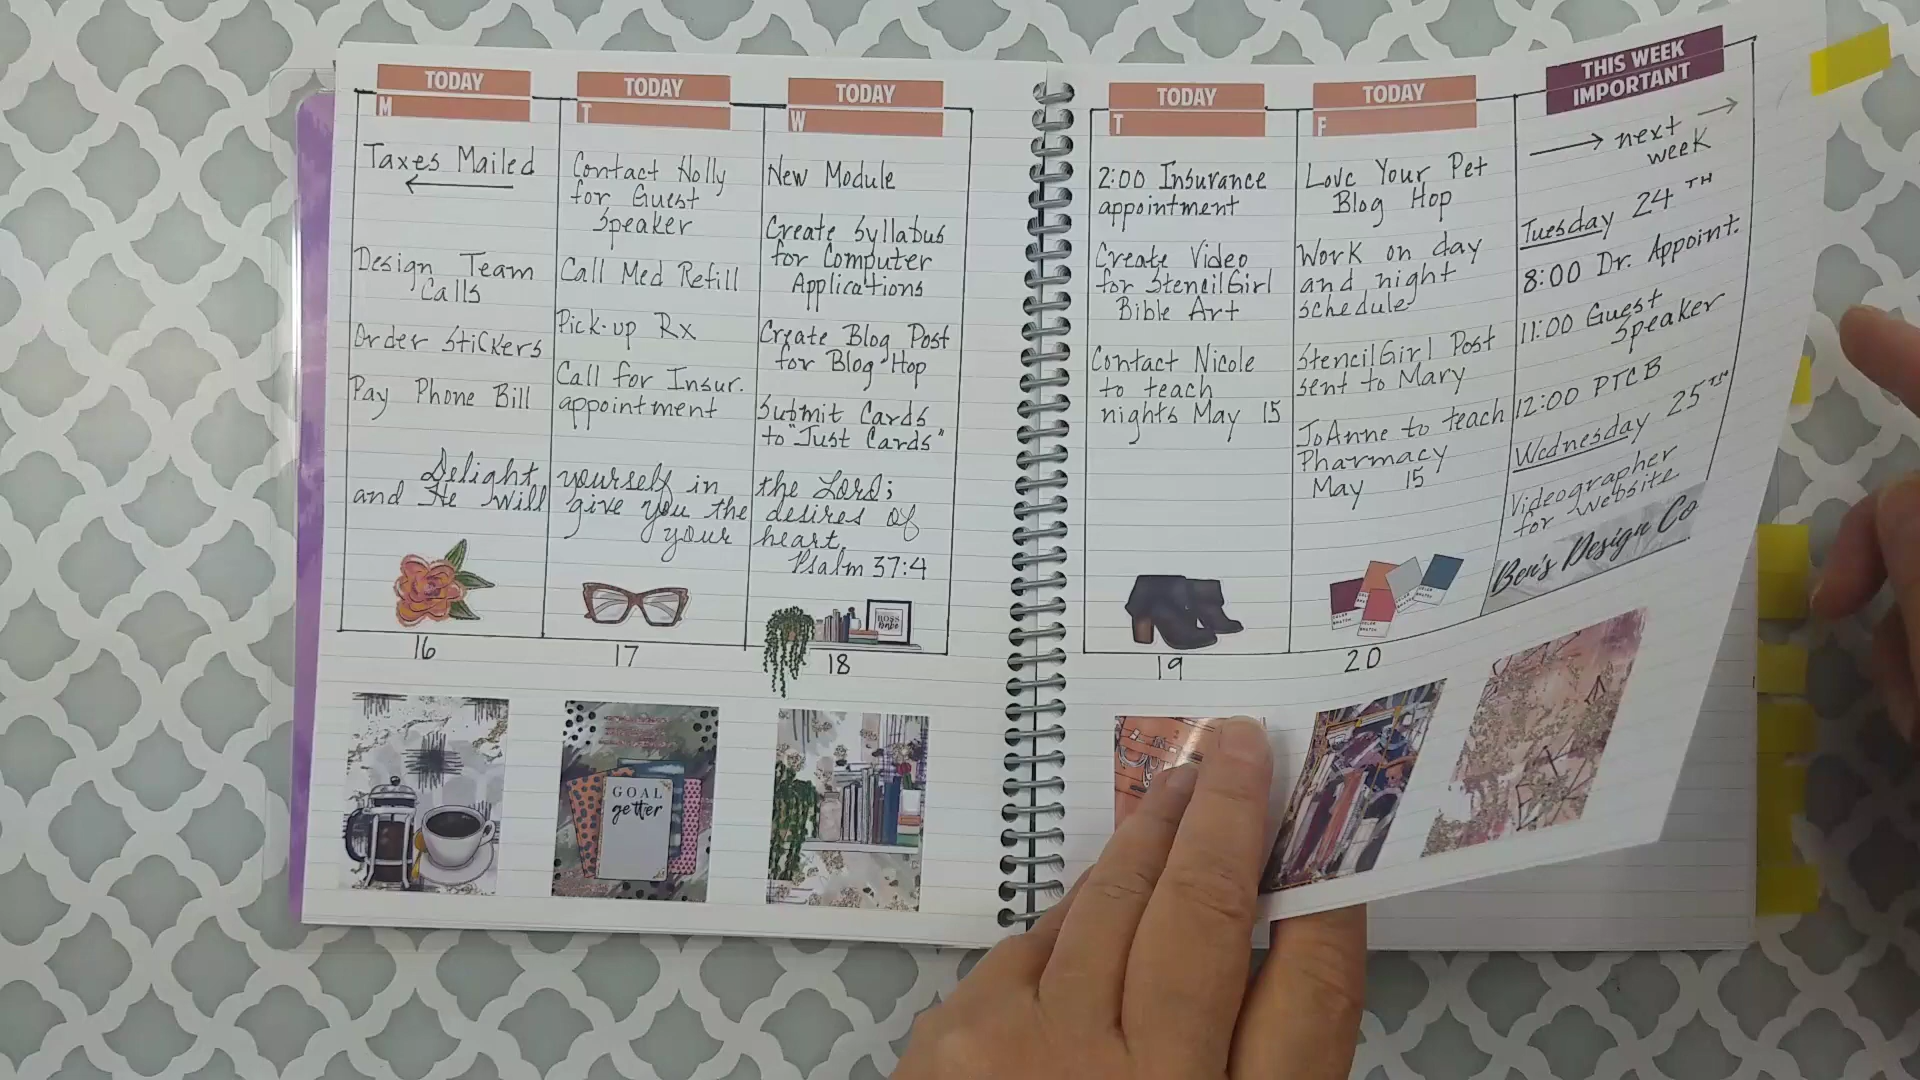 TODAY
M
Taxes Mailed
Design Team
Calls
Order Stickers
Pay Phone Bill
TODAY
T
Contact Holly
for Guest
Speaker
Call Med Refill
Pick-up Rx
Call for Insur.
appointment
TODAY
W
New Module
Create Syllabus
for Computer
Applications
Create Blog Post
for Blog Hop
Submit Cards
to "Just Cards"
Delight yourself in the Lord;
and He will give you the desires of
your heart.
Psalm 37:4
BOSS
babe
16
17
18
GOAL
getter
TODAY
T
2:00 Insurance
appointment
Create Video
for StencilGirl
Bible Art
Contact Nicole
to teach
nights May 15
TODAY
F
Love Your Pet
Blog Hop
Work on day
and night
schedule
StencilGirl Post
sent to Mary
JoAnne to teach
Pharmacy
May 15
THIS WEEK
IMPORTANT
next
week
Tuesday 24TH
8:00 Dr. Appoint.
11:00 Guest
Speaker
12:00 PTCB
Wednesday 25TH
Videographer
for website
Ben's Design Co
19
20